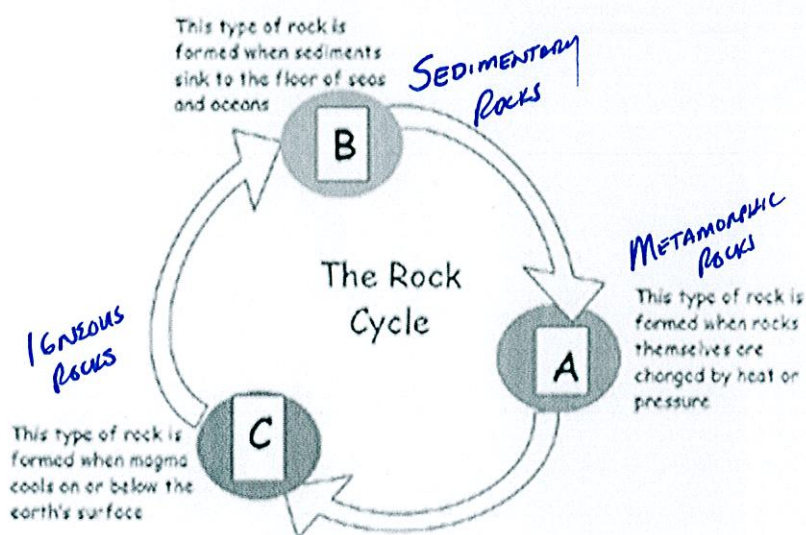 This type of rock is
formed when sediments
sink to the floor of seas
and oceans
SEDIMENTARY
ROCKS
B
METAMORPHIC
ROCKS
The Rock
Cycle
This type of rock is
formed when rocks
themselves are
changed by heat or
pressure
A
IGNEOUS
ROCKS
C
This type of rock is
formed when magma
cools on or below the
earth's surface